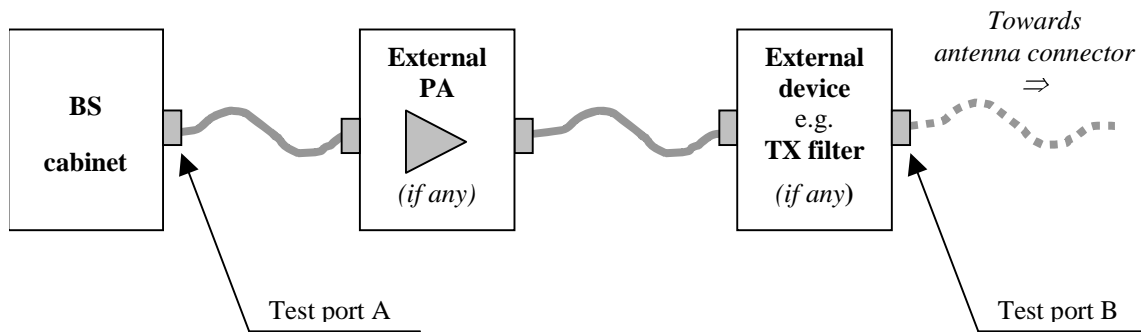 BS
cabinet
External
PA
(if any)
External
device
e.g.
TX filter
(if any)
Towards
antenna connector
⇒
Test port A
Test port B